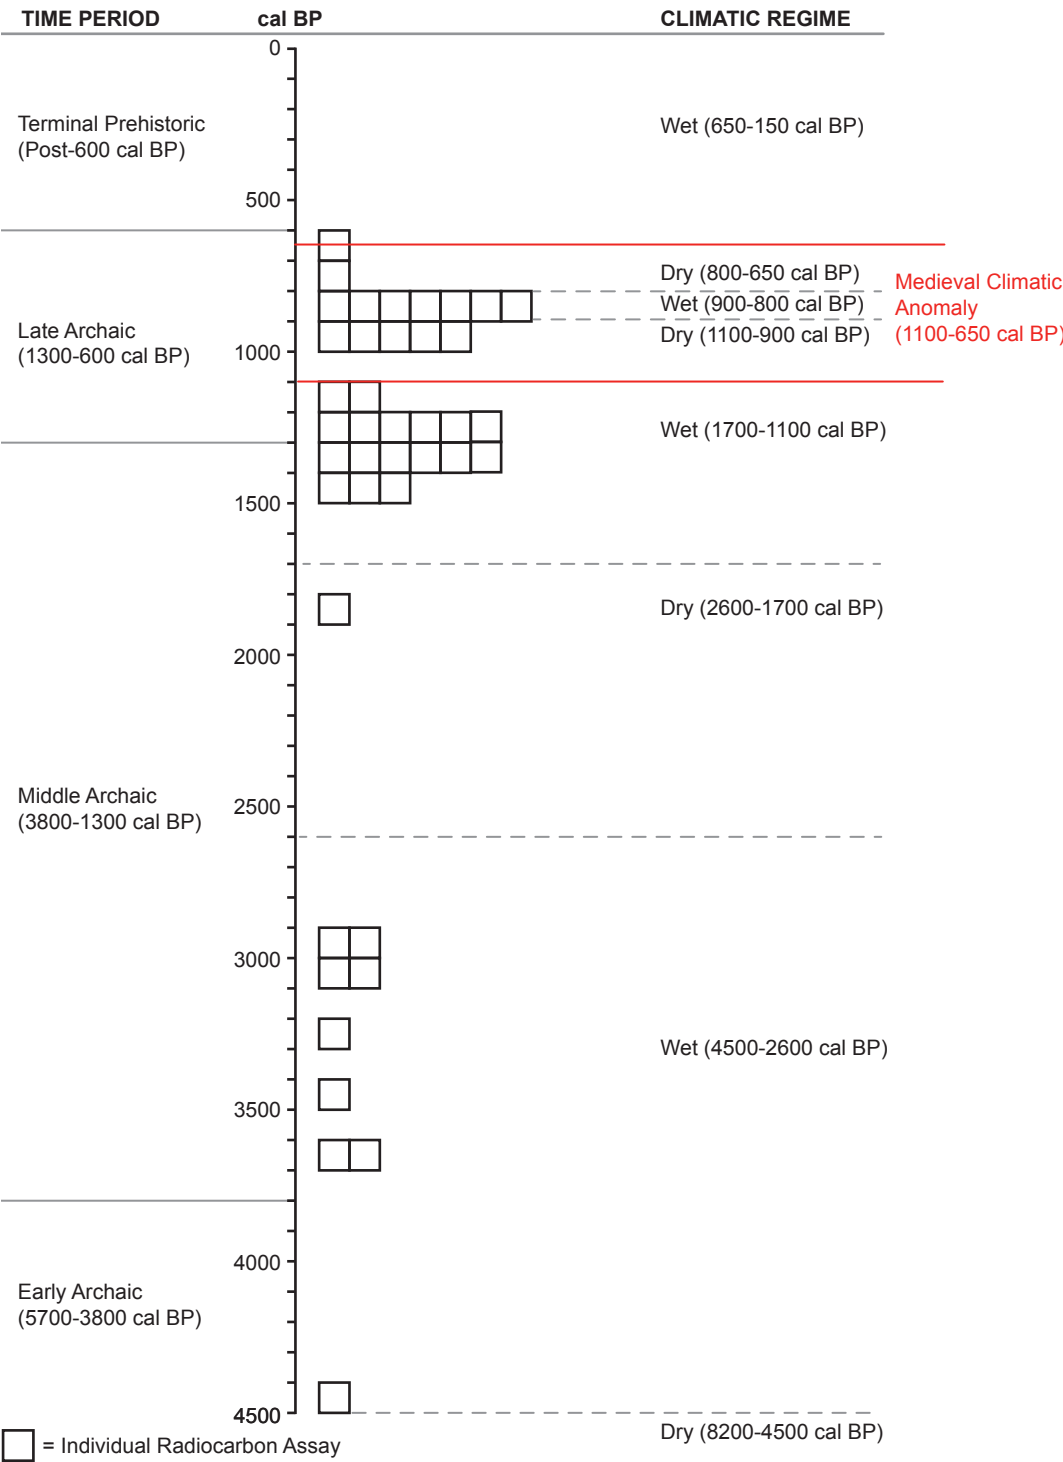 TIME PERIOD cal BP CLIMATIC REGIME
0
Terminal Prehistoric
(Post-600 cal BP)
Wet (650-150 cal BP)
500
Dry (800-650 cal BP)
Wet (900-800 cal BP)
Dry (1100-900 cal BP)
Medieval Climatic
Anomaly
(1100-650 cal BP)
Late Archaic
(1300-600 cal BP)
1000
Wet (1700-1100 cal BP)
1500
Dry (2600-1700 cal BP)
2000
Middle Archaic
(3800-1300 cal BP)
2500
3000
Wet (4500-2600 cal BP)
3500
4000
Early Archaic
(5700-3800 cal BP)
4500
Dry (8200-4500 cal BP)
= Individual Radiocarbon Assay